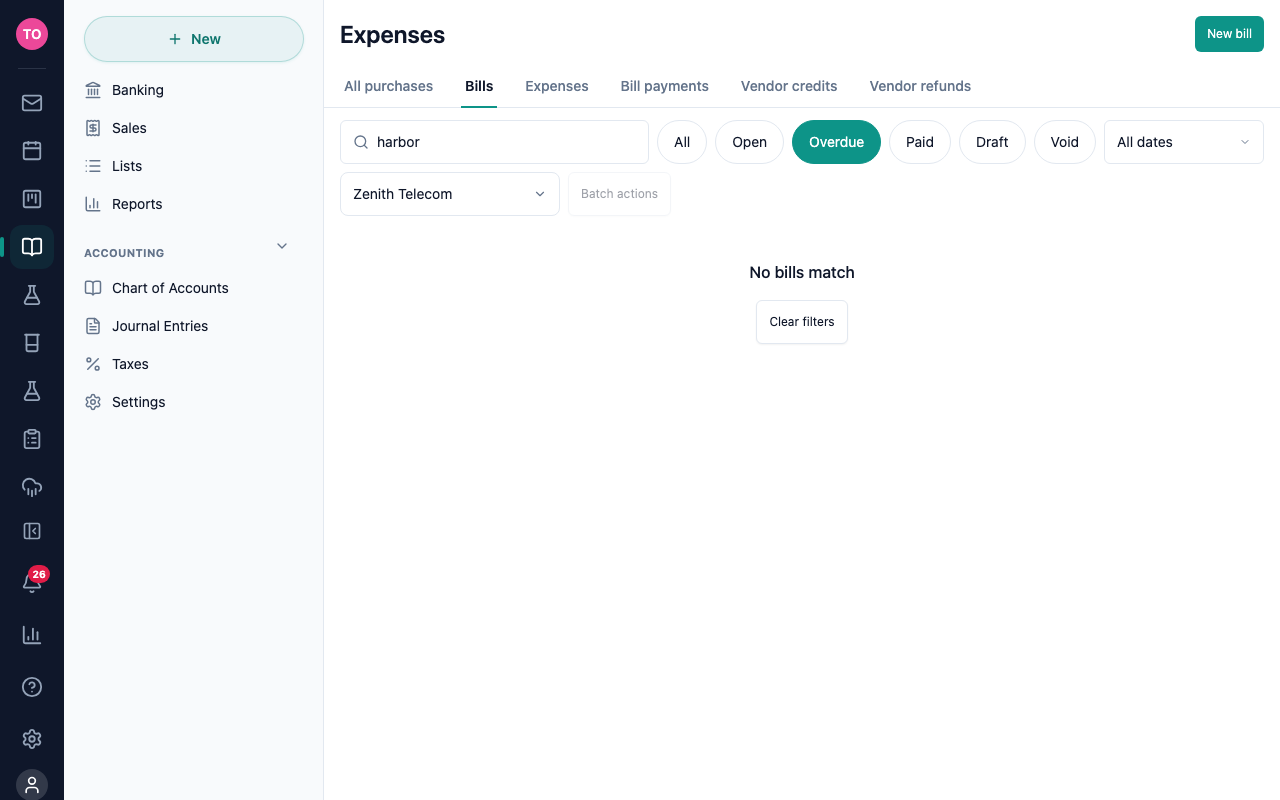 TO
26
New
Banking
Sales
Lists
Reports
ACCOUNTING
Chart of Accounts
Journal Entries
Taxes
Settings
Expenses
New bill
All purchases Bills Expenses Bill payments Vendor credits Vendor refunds
harbor All Open Overdue Paid Draft Void All dates
Zenith Telecom Batch actions
No bills match
Clear filters